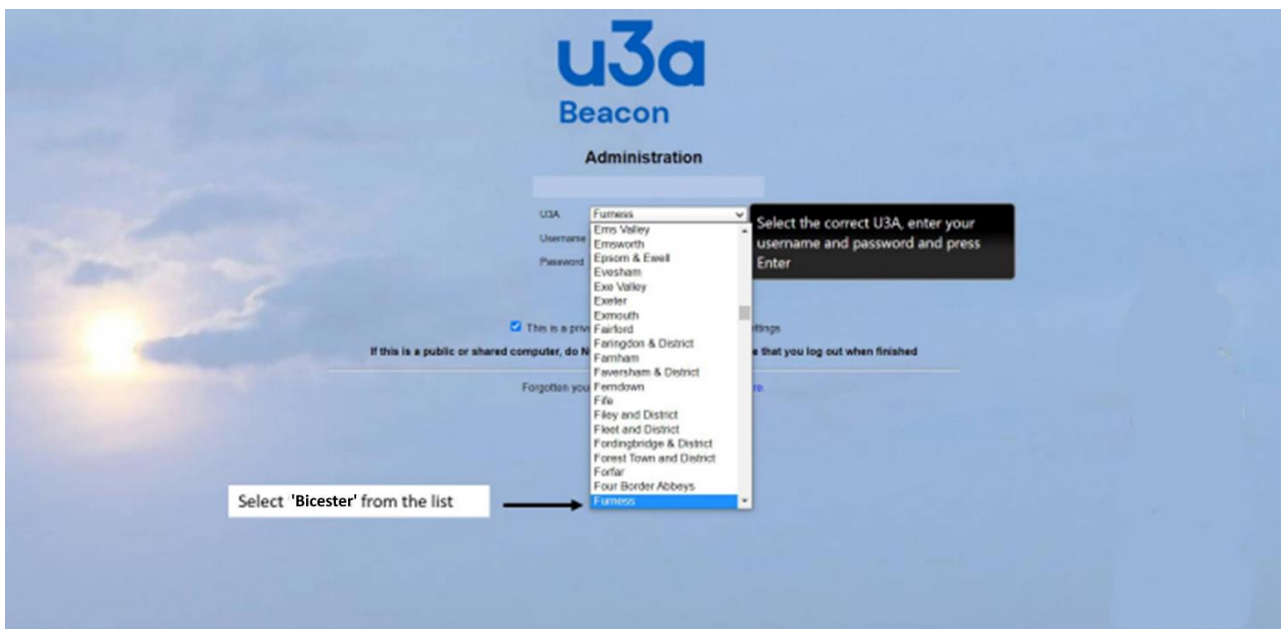 u3a
Beacon
Administration
U3A Furness
Select the correct U3A, enter your
username and password and press
Enter
Username
Password
Ems Valley
Emsworth
Epsom & Ewell
Evesham
Exe Valley
Exeter
Exmouth
Fairford
Faringdon & District
Farnham
Faversham & District
Ferndown
Fife
Filey and District
Fleet and District
Fordingbridge & District
Forest Town and District
Forfar
Four Border Abbeys
Furness
This is a priv ttings
If this is a public or shared computer, do N e that you log out when finished
Forgotten you re.
Select 'Bicester' from the list